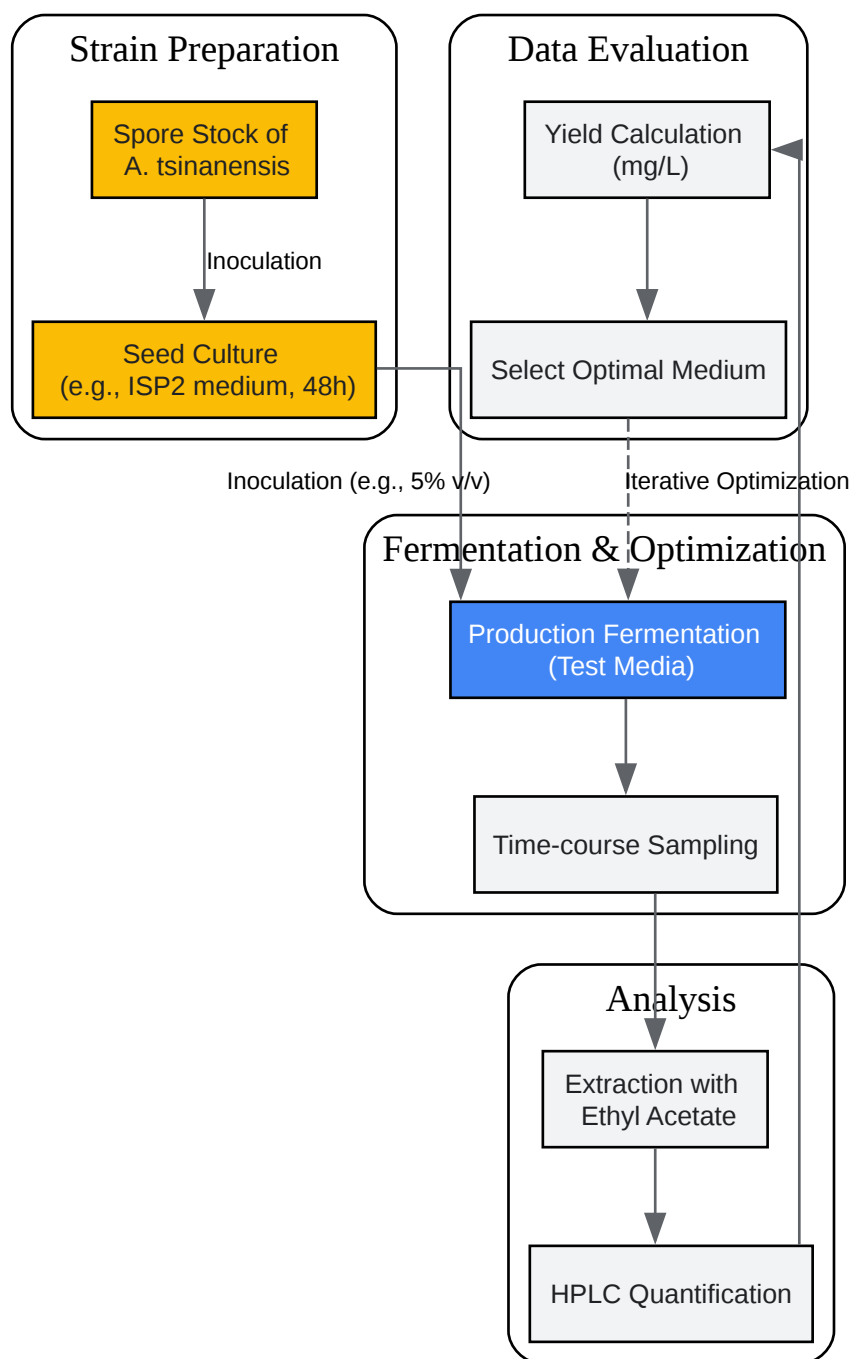 Strain Preparation
Spore Stock of
A. tsinanensis
Inoculation
Seed Culture
(e.g., ISP2 medium, 48h)
Data Evaluation
Yield Calculation
(mg/L)
Select Optimal Medium
Inoculation (e.g., 5% v/v)
Iterative Optimization
Fermentation & Optimization
Production Fermentation
(Test Media)
Time-course Sampling
Analysis
Extraction with
Ethyl Acetate
HPLC Quantification